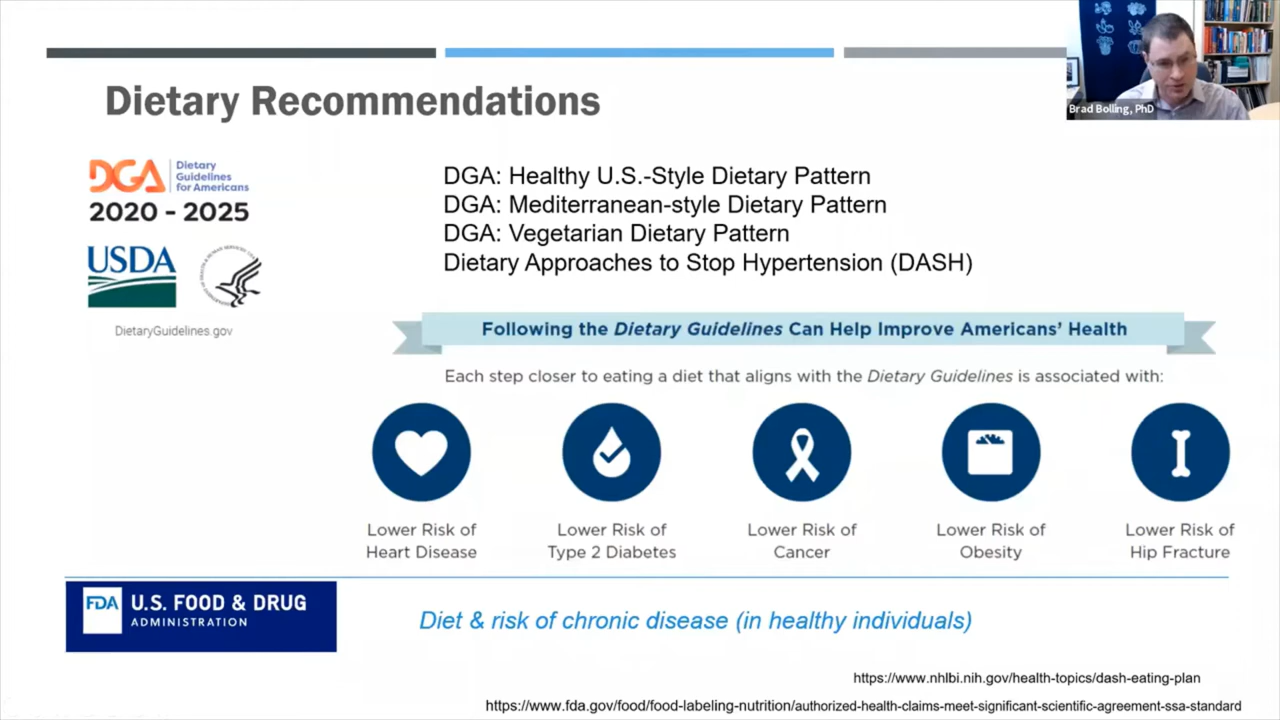 Brad Bolling, PhD
Dietary Recommendations
DGA
Dietary
Guidelines
for Americans
2020 - 2025
USDA
DietaryGuidelines.gov
DGA: Healthy U.S.-Style Dietary Pattern
DGA: Mediterranean-style Dietary Pattern
DGA: Vegetarian Dietary Pattern
Dietary Approaches to Stop Hypertension (DASH)
Following the Dietary Guidelines Can Help Improve Americans’ Health
Each step closer to eating a diet that aligns with the Dietary Guidelines is associated with:
Lower Risk of
Heart Disease
Lower Risk of
Type 2 Diabetes
Lower Risk of
Cancer
Lower Risk of
Obesity
Lower Risk of
Hip Fracture
FDA
U.S. FOOD & DRUG
ADMINISTRATION
Diet & risk of chronic disease (in healthy individuals)
https://www.nhlbi.nih.gov/health-topics/dash-eating-plan
https://www.fda.gov/food/food-labeling-nutrition/authorized-health-claims-meet-significant-scientific-agreement-ssa-standard